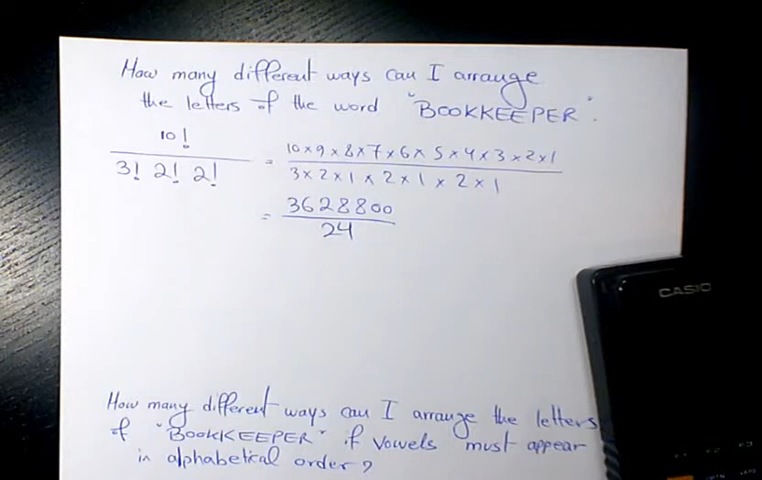 How many different ways can I arrange
the letters of the word "BOOKKEEPER".
10! / 3! 2! 2! = 10×9×8×7×6×5×4×3×2×1 / 3×2×1×2×1×2×1
= 3628800 / 24
CASIO
How many different ways can I arrange the letters
of "BOOKKEEPER" if vowels must appear
in alphabetical order?